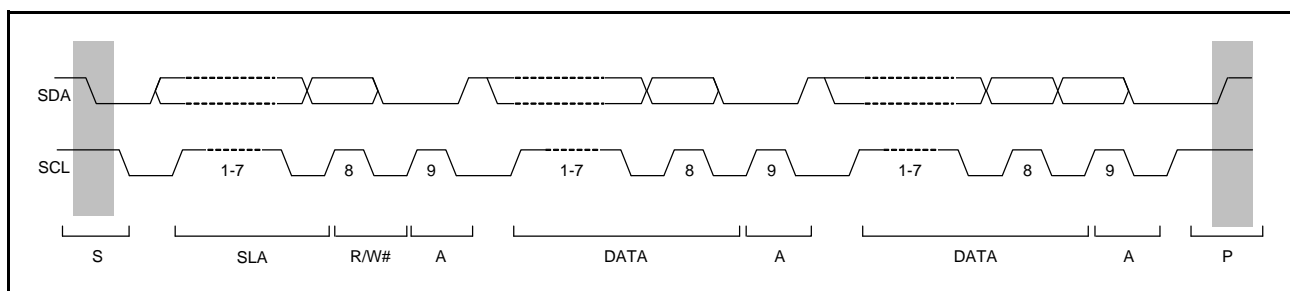 SDA
SCL
1-7 8 9 1-7 8 9 1-7 8 9
S SLA R/W# A DATA A DATA A P